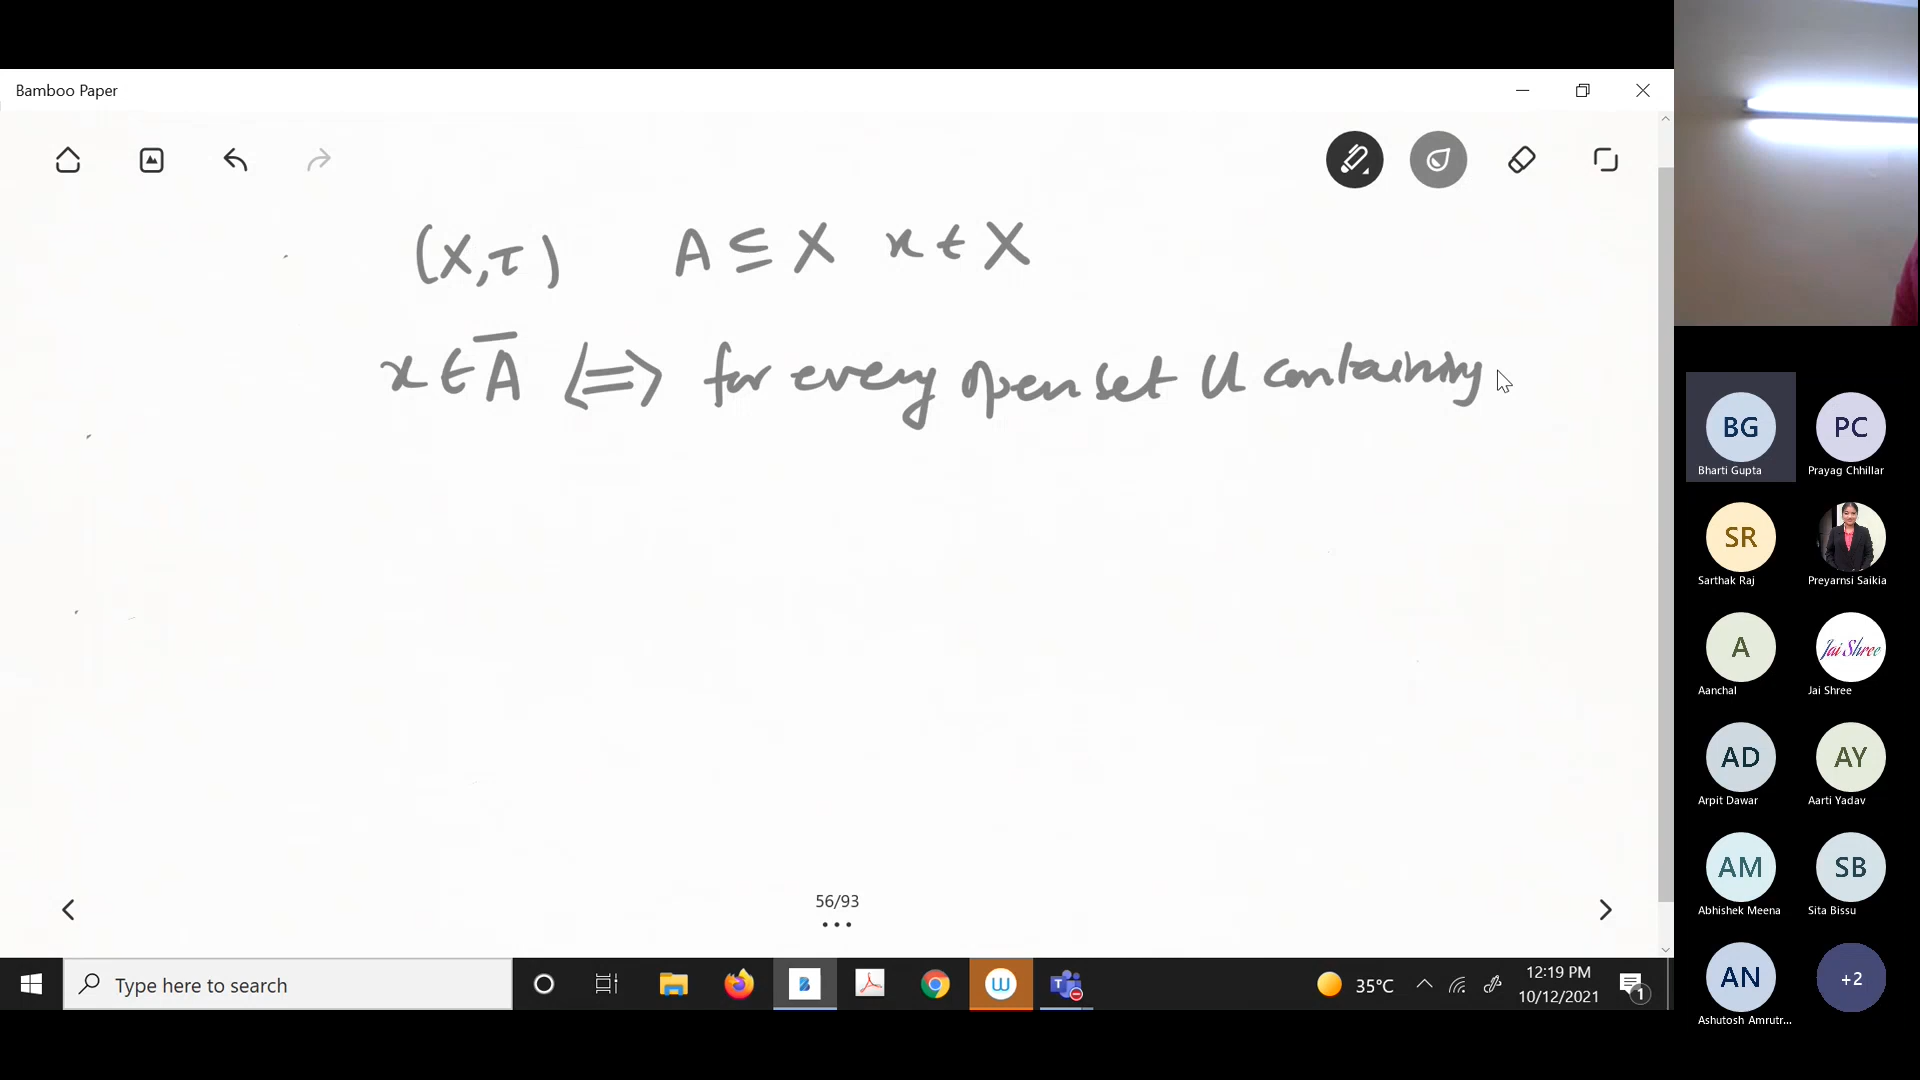 Bamboo Paper
(X,τ) A ⊆ X x ∈ X
x ∈ A̅ <=> for every open set U containing
BG
PC
Bharti Gupta
Prayag Chhillar
SR
Sarthak Raj
Preyarnsi Saikia
A
Jai Shree
Aanchal
Jai Shree
AD
AY
Arpit Dawar
Aarti Yadav
AM
SB
Abhishek Meena
Sita Bissu
AN
+2
Ashutosh Amrutr...
56/93
Type here to search
35°C
12:19 PM
10/12/2021
1